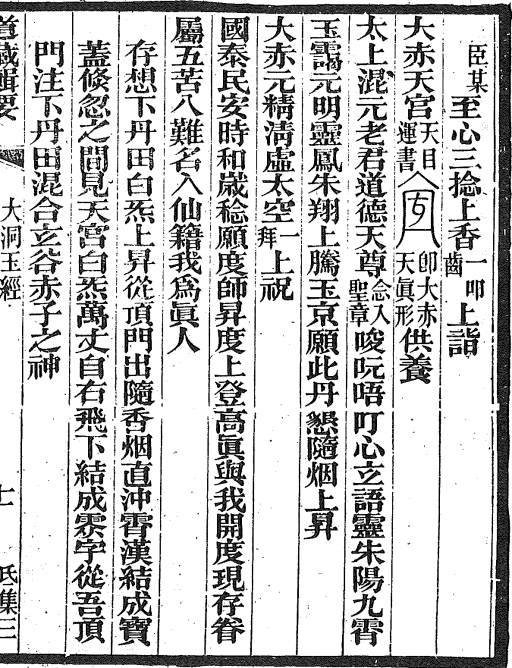 臣某至心三捻上香一叩齒上詣
大赤天宮天目運書卽大赤天眞形供養
太上混元老君道德天尊念入聖章唆呪唔叮心玄語靈朱陽九霄
玉靄元明靈鳳朱翔上騰玉京願此丹懇隨烟上昇
大赤元精淸虛太空一拜上祝
國泰民安時和歲稔願度師昇度上登高眞與我開度現存眷
屬五苦八難名入仙籍我爲眞人
存想下丹田白炁上昇從頂門出隨香烟直沖霄漢結成寶
蓋倐忽之間見天宮白炁萬丈自右飛下結成字從吾頂
門注下丹田混合玄谷赤子之神
道藏輯要 大洞玉經 七 氐集三